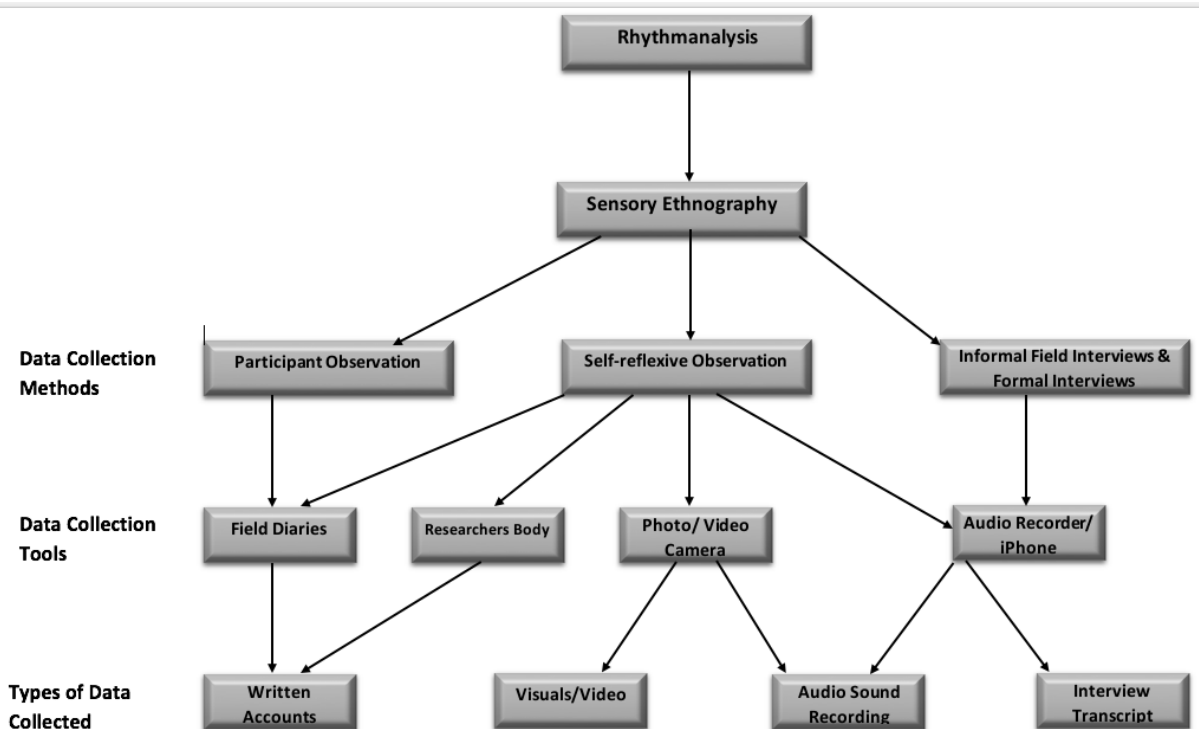 Rhythmanalysis
Sensory Ethnography
Data Collection
Methods
Participant Observation
Self-reflexive Observation
Informal Field Interviews &
Formal Interviews
Data Collection
Tools
Field Diaries
Researchers Body
Photo/ Video
Camera
Audio Recorder/
iPhone
Types of Data
Collected
Written
Accounts
Visuals/Video
Audio Sound
Recording
Interview
Transcript